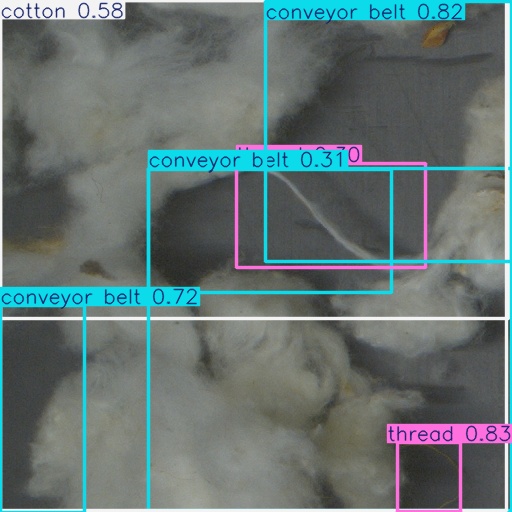 cotton 0.58
conveyor belt 0.82
conveyor belt 0.31
conveyor belt 0.72
thread 0.83